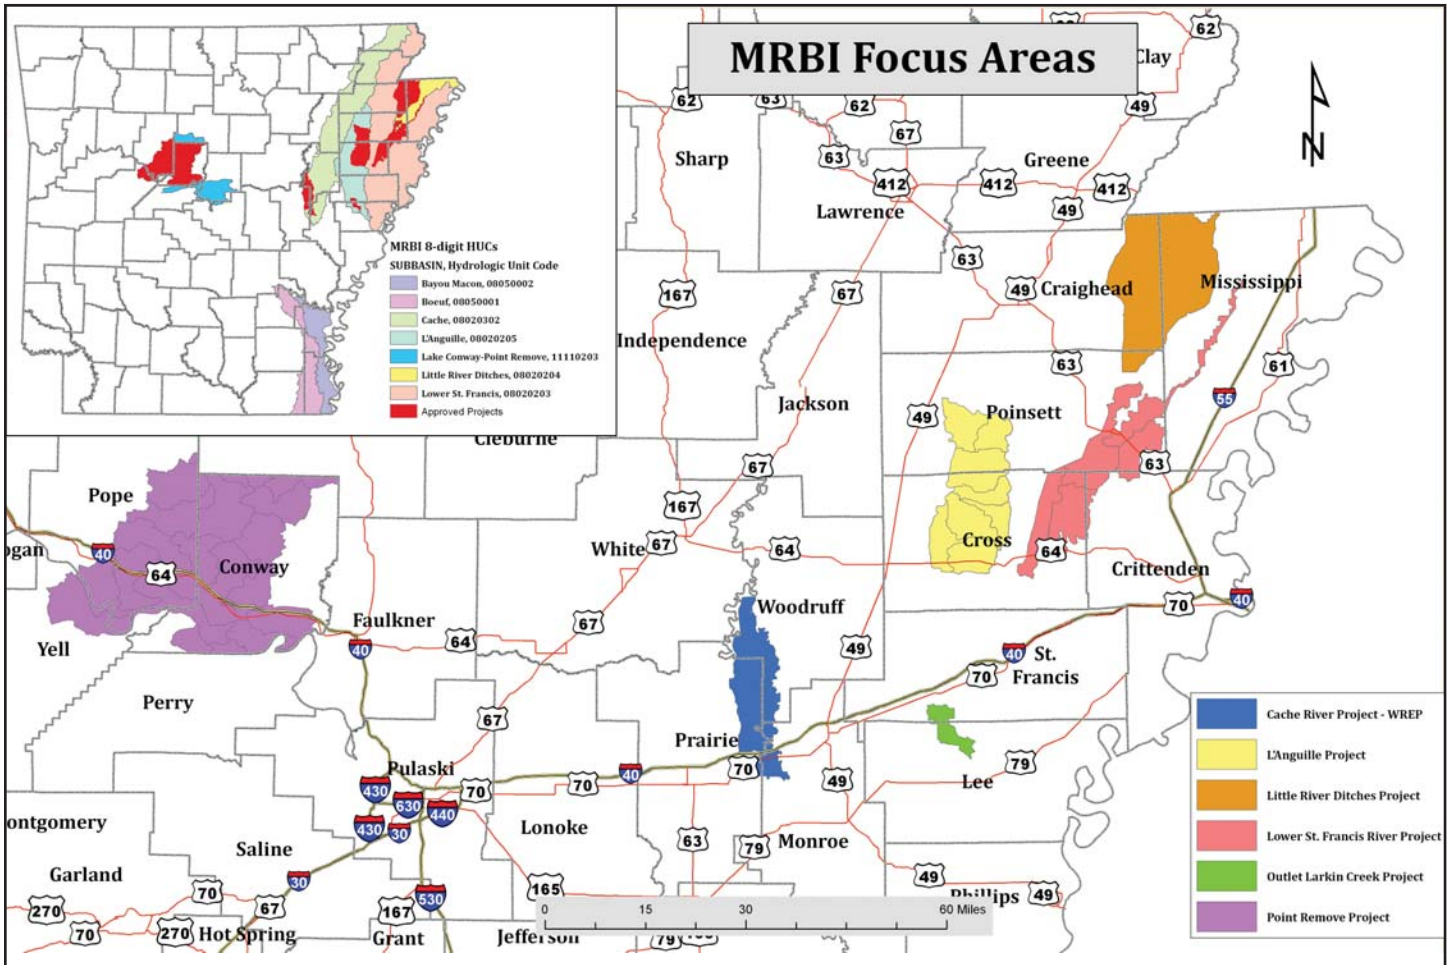 MRBI Focus Areas
MRBI 8-digit HUCs
SUBBASIN, Hydrologic Unit Code
Bayou Macon, 08050002
Boeuf, 08050001
Cache, 08020302
L'Anguille, 08020205
Lake Conway-Point Remove, 11110203
Little River Ditches, 08020204
Lower St. Francis, 08020203
Approved Projects
N
Clay
62
62
63
62
49
67
Sharp
63
Greene
412
412
412
Lawrence
49
63
167
67
49
Craighead
Mississippi
Independence
63
61
55
Jackson
49
Poinsett
Cleburne
67
63
Pope
167
ogan
40
64
Conway
White
67
64
Cross
64
Crittenden
Woodruff
70
40
Faulkner
67
64
40
Yell
49
40
St.
Francis
70
Perry
67
Prairie
70
40
Pulaski
430
70
70
49
79
Lee
630
440
430
30
ontgomery
Lonoke
63
79
Monroe
Saline
Garland
30
70
67
270
70
270
Hot Spring
167
530
Grant
165
Jefferson
49
Phillips
49
79
0
15
30
60 Miles
Cache River Project - WREP
L'Anguille Project
Little River Ditches Project
Lower St. Francis River Project
Outlet Larkin Creek Project
Point Remove Project